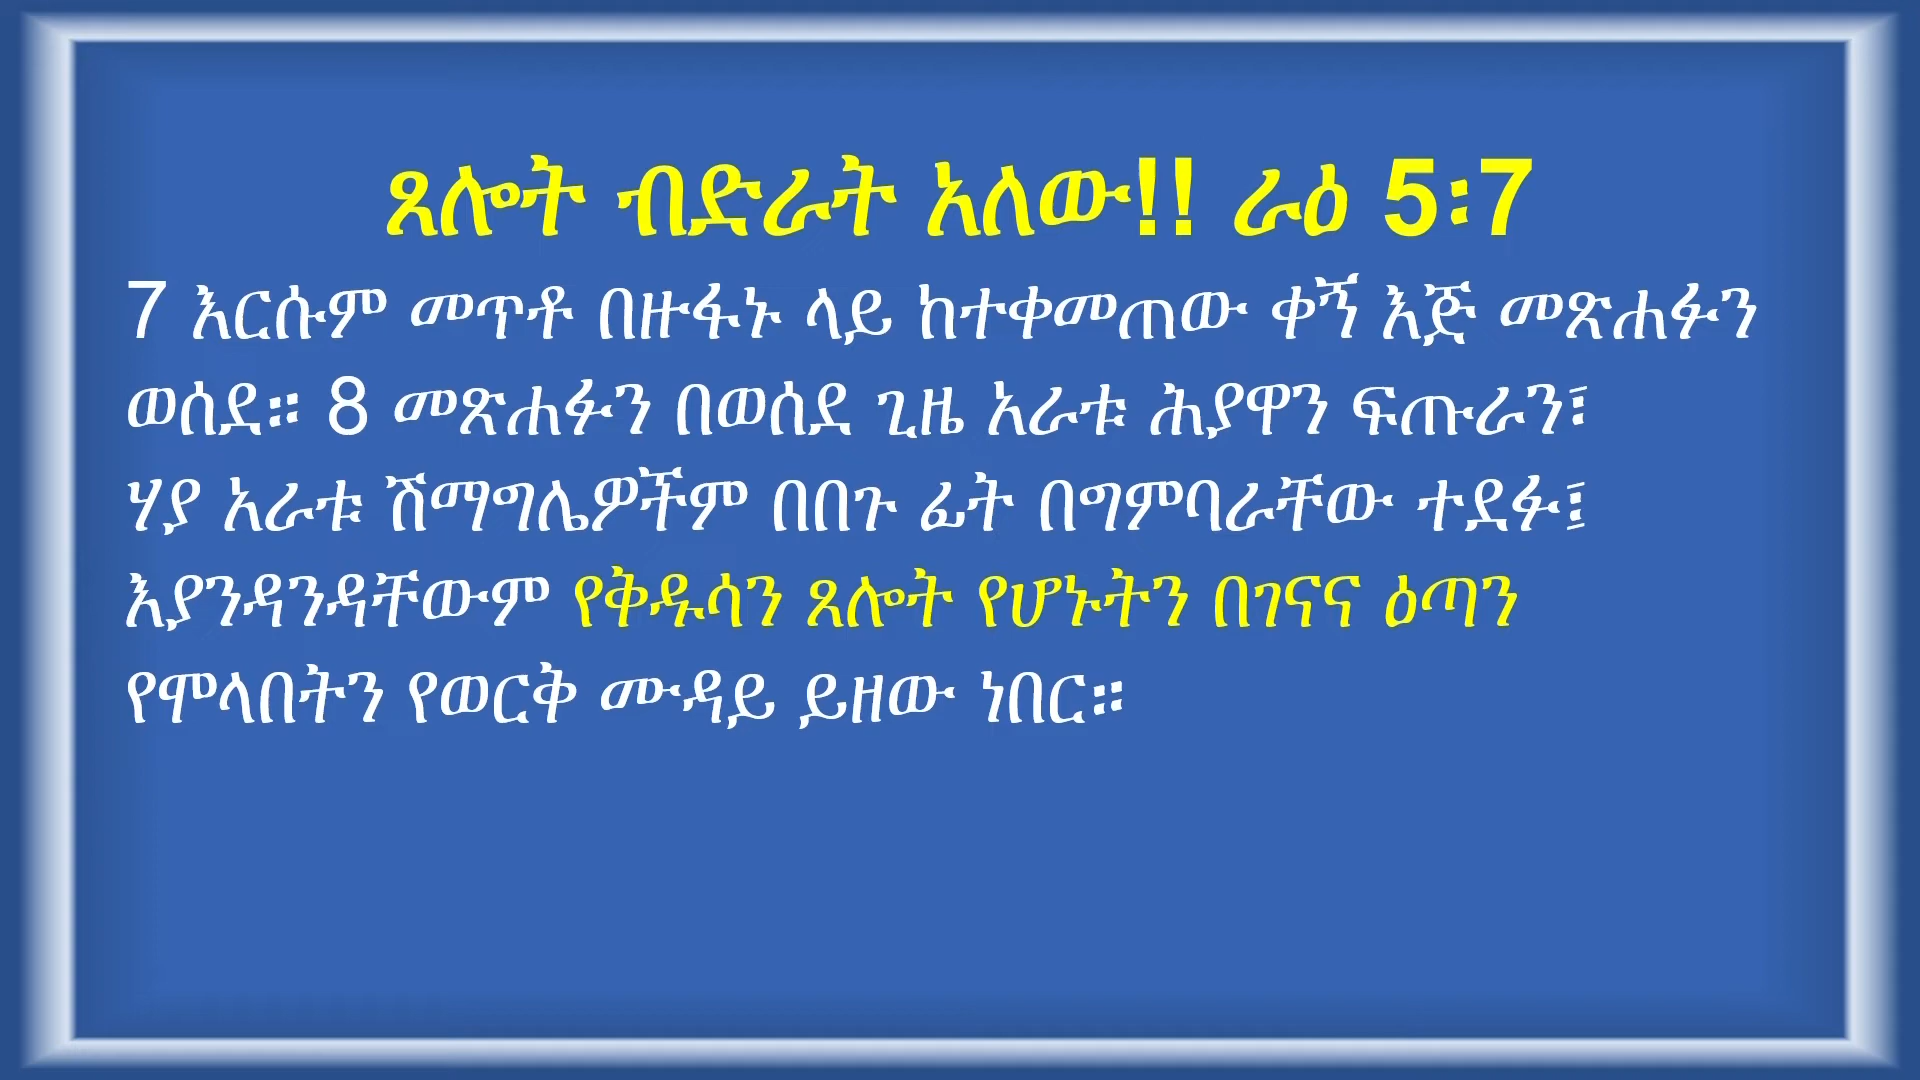 ጸሎት ብድራት አለው!! ራዕ 5፡7
7 እርሱም መጥቶ በዙፋኑ ላይ ከተቀመጠው ቀኝ እጅ መጽሐፉን
ወሰደ። 8 መጽሐፉን በወሰደ ጊዜ አራቱ ሕያዋን ፍጡራን፣
ሃያ አራቱ ሽማግሌዎችም በበጉ ፊት በግምባራቸው ተደፉ፤
እያንዳንዳቸውም የቅዱሳን ጸሎት የሆኑትን በገናና ዕጣን
የሞላበትን የወርቅ ሙዳይ ይዘው ነበር።